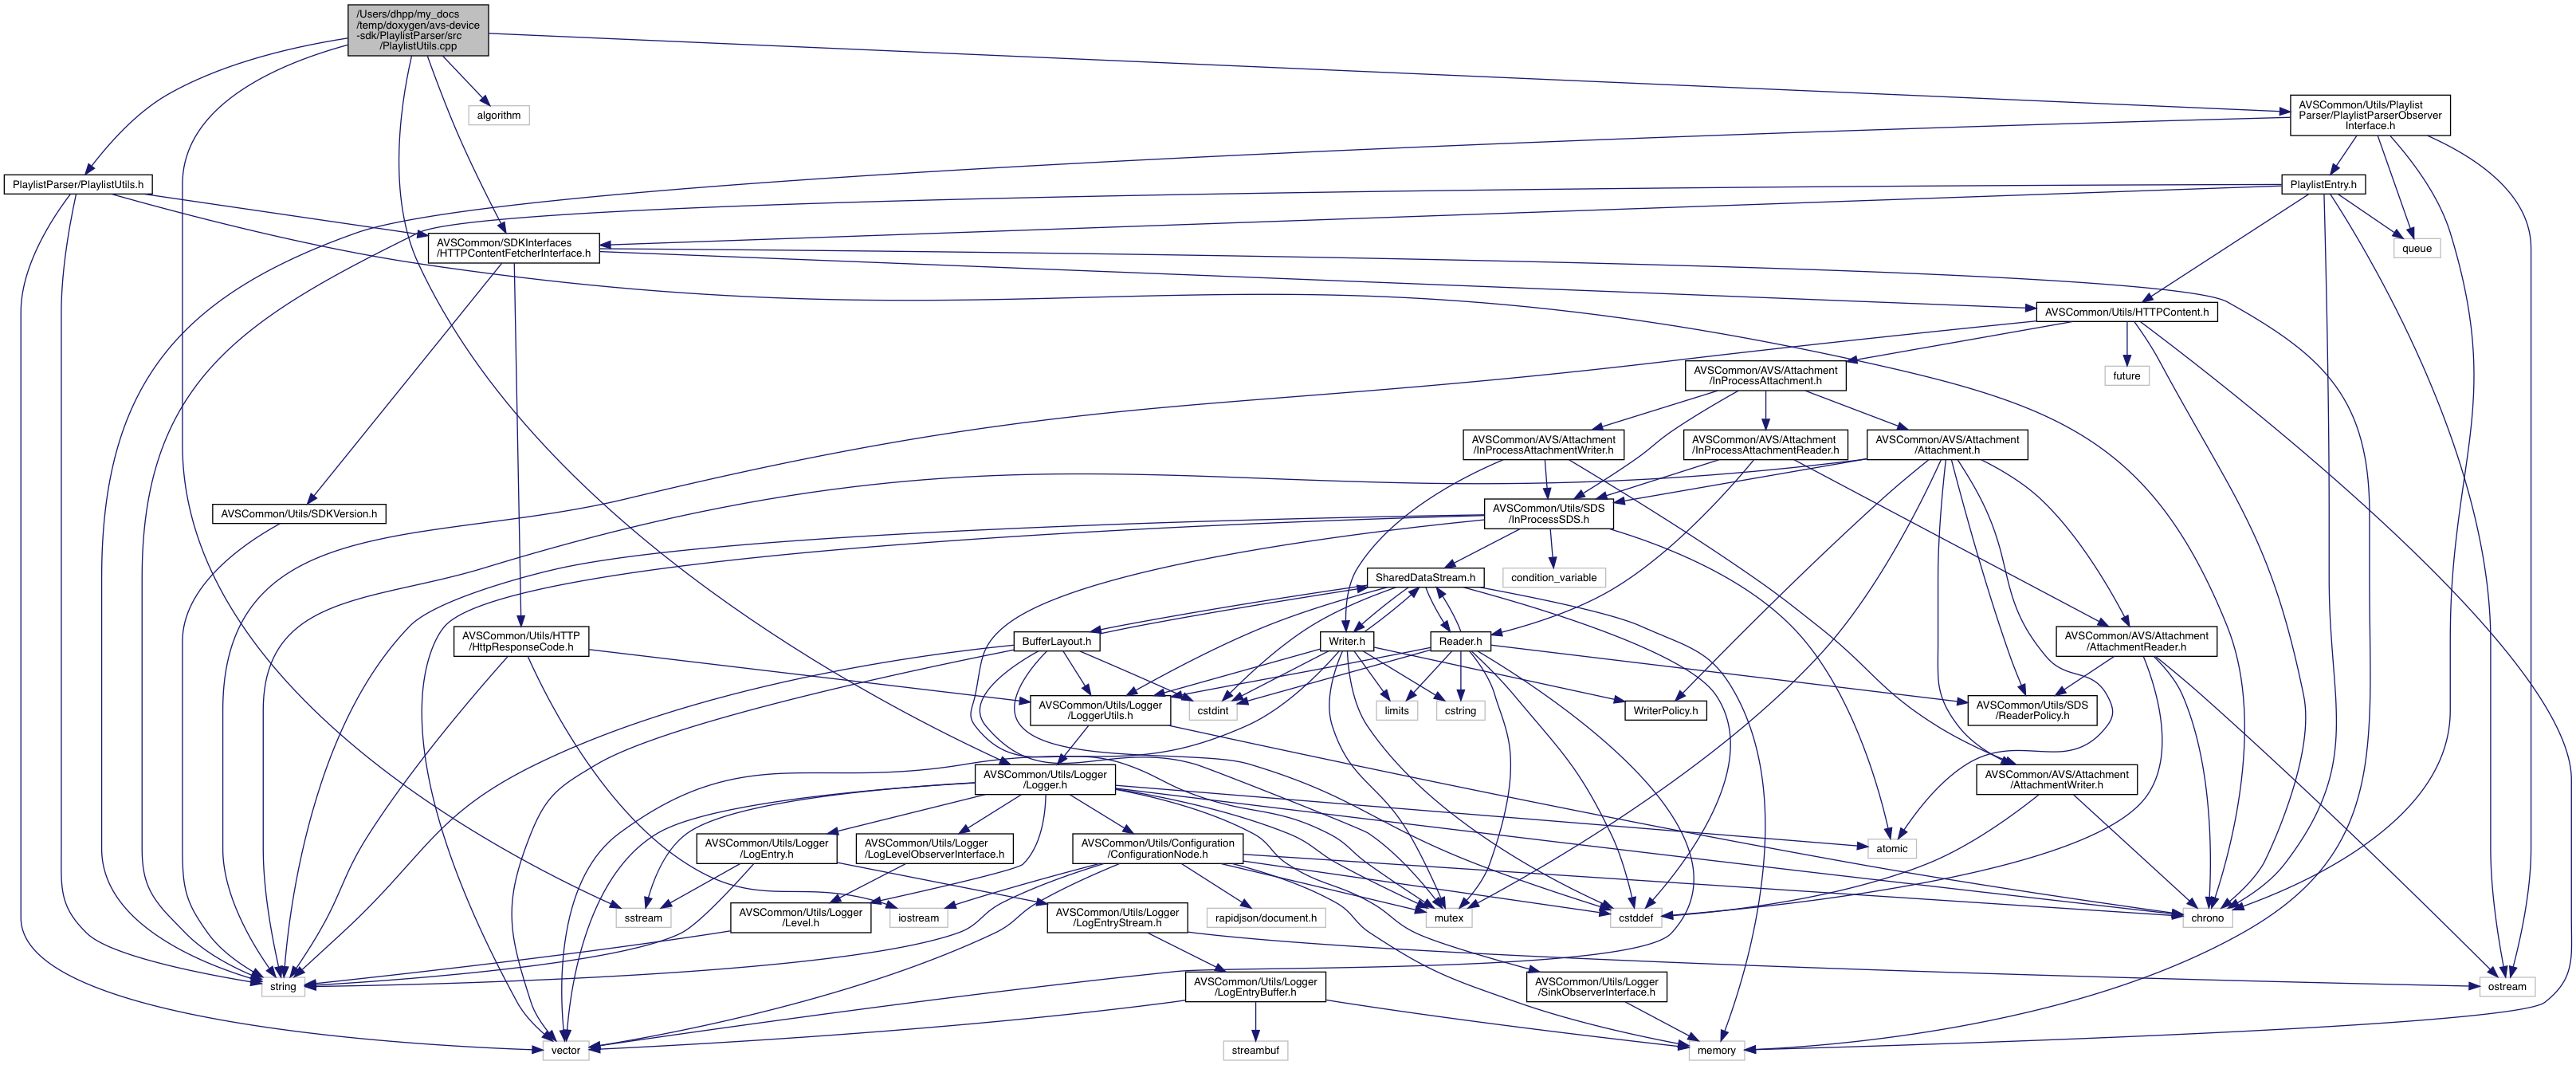 /Users/dhpp/my_docs
/temp/doxygen/avs-device
-sdk/PlaylistParser/src
/PlaylistUtils.cpp
algorithm
AVSCommon/Utils/Playlist
Parser/PlaylistParserObserver
Interface.h
PlaylistParser/PlaylistUtils.h
PlaylistEntry.h
AVSCommon/SDKInterfaces
/HTTPContentFetcherInterface.h
queue
AVSCommon/Utils/HTTPContent.h
AVSCommon/AVS/Attachment
/InProcessAttachment.h
future
AVSCommon/AVS/Attachment
/InProcessAttachmentWriter.h
AVSCommon/AVS/Attachment
/InProcessAttachmentReader.h
AVSCommon/AVS/Attachment
/Attachment.h
AVSCommon/Utils/SDKVersion.h
AVSCommon/Utils/SDS
/InProcessSDS.h
SharedDataStream.h
condition_variable
AVSCommon/Utils/HTTP
/HttpResponseCode.h
BufferLayout.h
Writer.h
Reader.h
AVSCommon/AVS/Attachment
/AttachmentReader.h
AVSCommon/Utils/Logger
/LoggerUtils.h
cstdint
limits
cstring
WriterPolicy.h
AVSCommon/Utils/SDS
/ReaderPolicy.h
AVSCommon/Utils/Logger
/Logger.h
AVSCommon/AVS/Attachment
/AttachmentWriter.h
AVSCommon/Utils/Logger
/LogEntry.h
AVSCommon/Utils/Logger
/LogLevelObserverInterface.h
AVSCommon/Utils/Configuration
/ConfigurationNode.h
atomic
sstream
AVSCommon/Utils/Logger
/Level.h
iostream
AVSCommon/Utils/Logger
/LogEntryStream.h
rapidjson/document.h
mutex
cstddef
chrono
string
AVSCommon/Utils/Logger
/LogEntryBuffer.h
AVSCommon/Utils/Logger
/SinkObserverInterface.h
ostream
vector
streambuf
memory